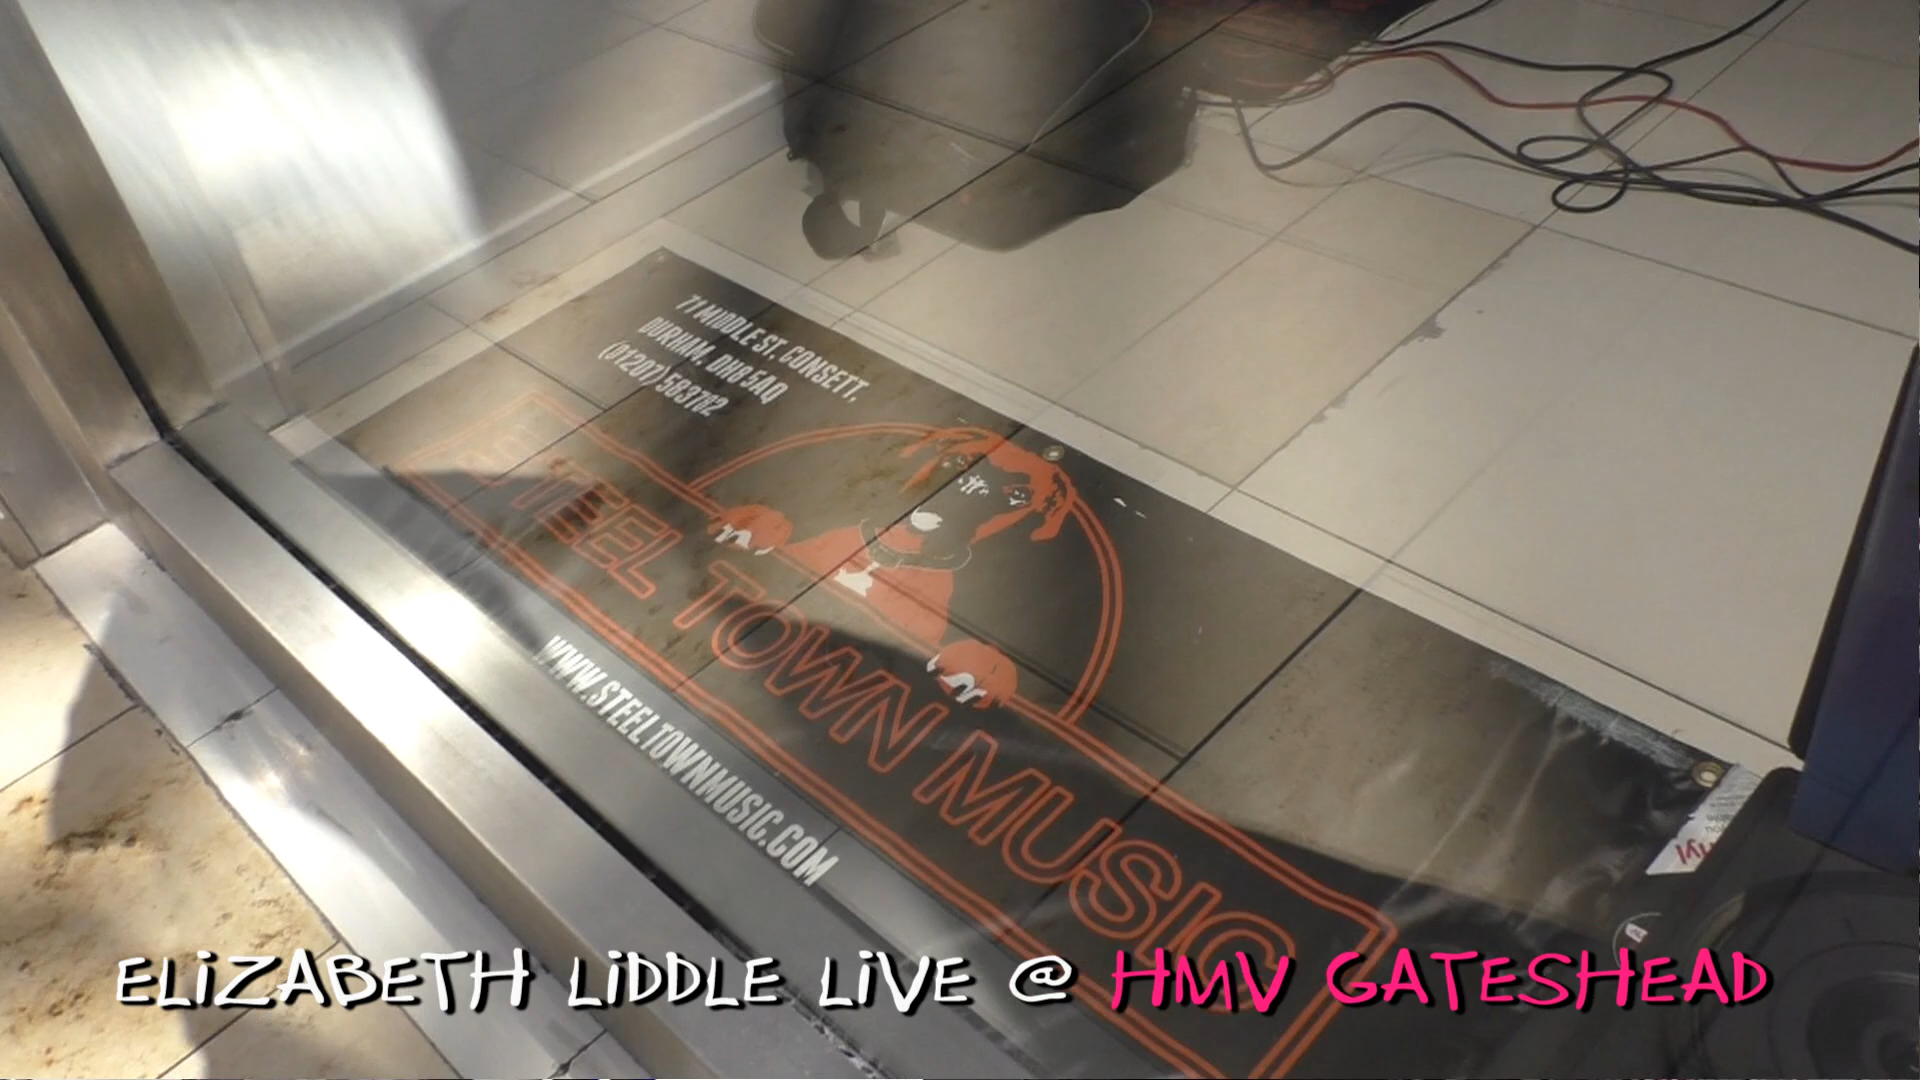 71 MIDDLE ST, CONSETT,
DURHAM, DH8 5AQ
(01207) 583782
STEEL TOWN MUSIC
WWW.STEELTOWNMUSIC.COM
ELiZABETH LiDDLE LiVE @ HMV GATESHEAD